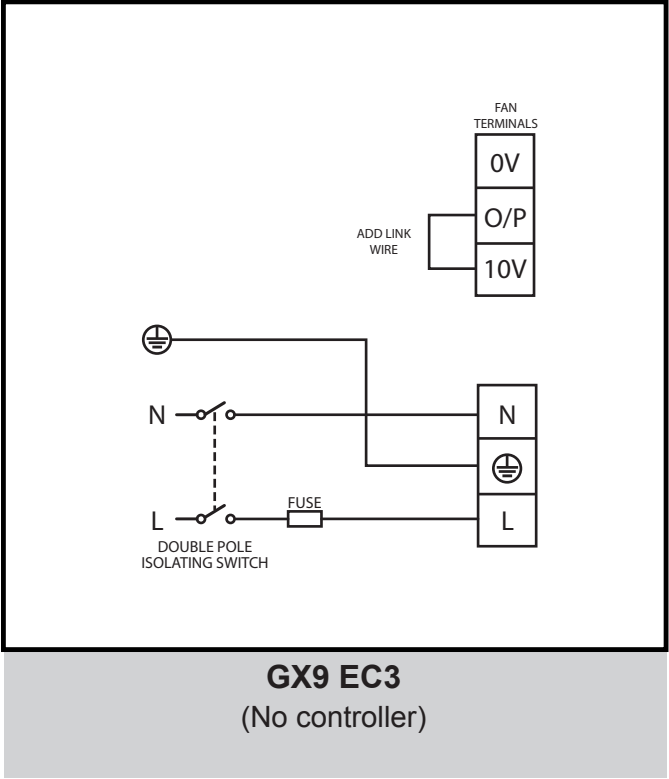 FAN
TERMINALS
0V
O/P
10V
ADD LINK
WIRE
N
N
L
FUSE
L
DOUBLE POLE
ISOLATING SWITCH
GX9 EC3
(No controller)